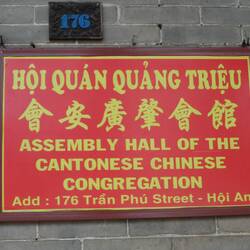 176
HỘI QUÁN QUẢNG TRIỆU
會安廣肇會館
ASSEMBLY HALL OF THE
CANTONESE CHINESE
CONGREGATION
Add : 176 Trần Phú Street - Hội An